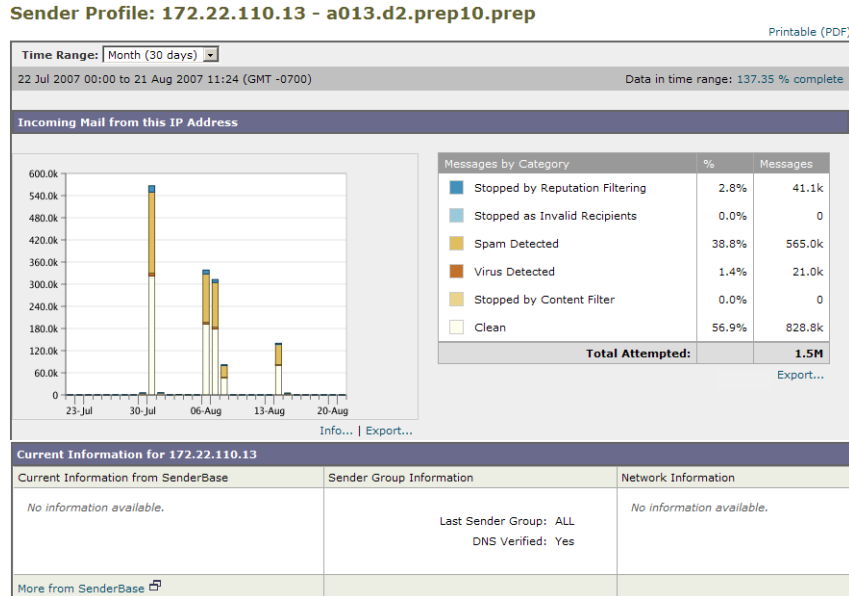 Sender Profile: 172.22.110.13 - a013.d2.prep10.prep
Printable (PDF)
Time Range: Month (30 days)
22 Jul 2007 00:00 to 21 Aug 2007 11:24 (GMT -0700)
Data in time range: 137.35 % complete
Incoming Mail from this IP Address
600.0k
540.0k
480.0k
420.0k
360.0k
300.0k
240.0k
180.0k
120.0k
60.0k
0
23-Jul 30-Jul 06-Aug 13-Aug 20-Aug
Info... | Export...
Messages by Category % Messages
Stopped by Reputation Filtering 2.8% 41.1k
Stopped as Invalid Recipients 0.0% 0
Spam Detected 38.8% 565.0k
Virus Detected 1.4% 21.0k
Stopped by Content Filter 0.0% 0
Clean 56.9% 828.8k
Total Attempted: 1.5M
Export...
Current Information for 172.22.110.13
Current Information from SenderBase
No information available.
More from SenderBase
Sender Group Information
Last Sender Group: ALL
DNS Verified: Yes
Network Information
No information available.